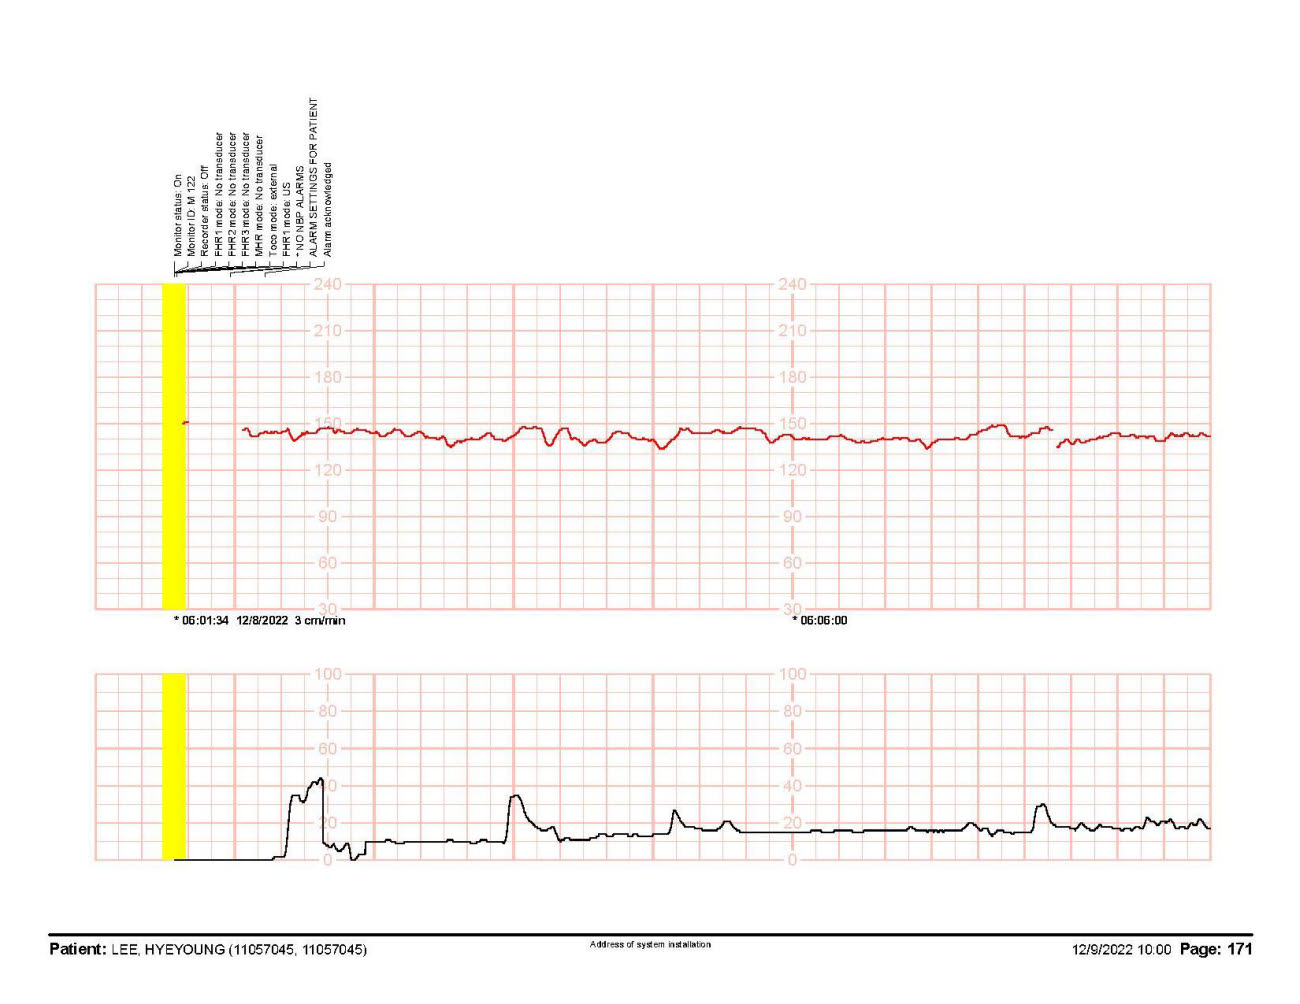 Monitor status: On
Monitor ID: M 122
Recorder status: Off
FHR1 mode: No transducer
FHR2 mode: No transducer
FHR3 mode: No transducer
MHR mode: No transducer
Toco mode: external
FHR1 mode: US
* NO NBP ALARMS
ALARM SETTINGS FOR PATIENT
Alarm acknowledged
240 240
210 210
180 180
150 150
120 120
90 90
60 60
30 30
* 06:01:34 12/8/2022 3 cm/min * 06:06:00
100 100
80 80
60 60
40 40
20 20
0 0
Patient: LEE, HYEYOUNG (11057045, 11057045) Address of system installation 12/9/2022 10:00 Page: 171